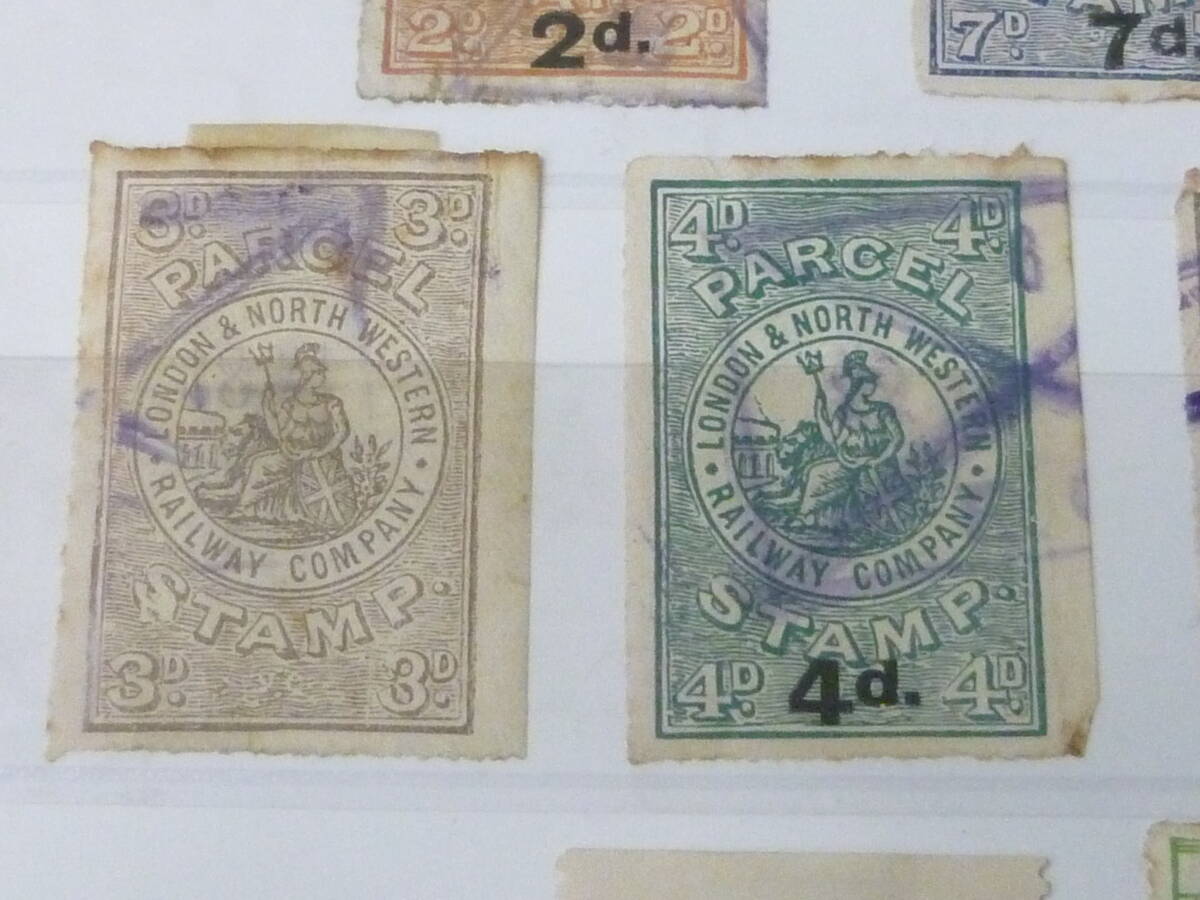 2D. 2d. 2D.
7D. 7d
3D. 3D.
PARCEL
LONDON & NORTH WESTERN
· RAILWAY COMPANY ·
STAMP.
3D. 3D.
4D. 4D.
PARCEL
LONDON & NORTH WESTERN
· RAILWAY COMPANY ·
STAMP.
4D. 4d. 4D.